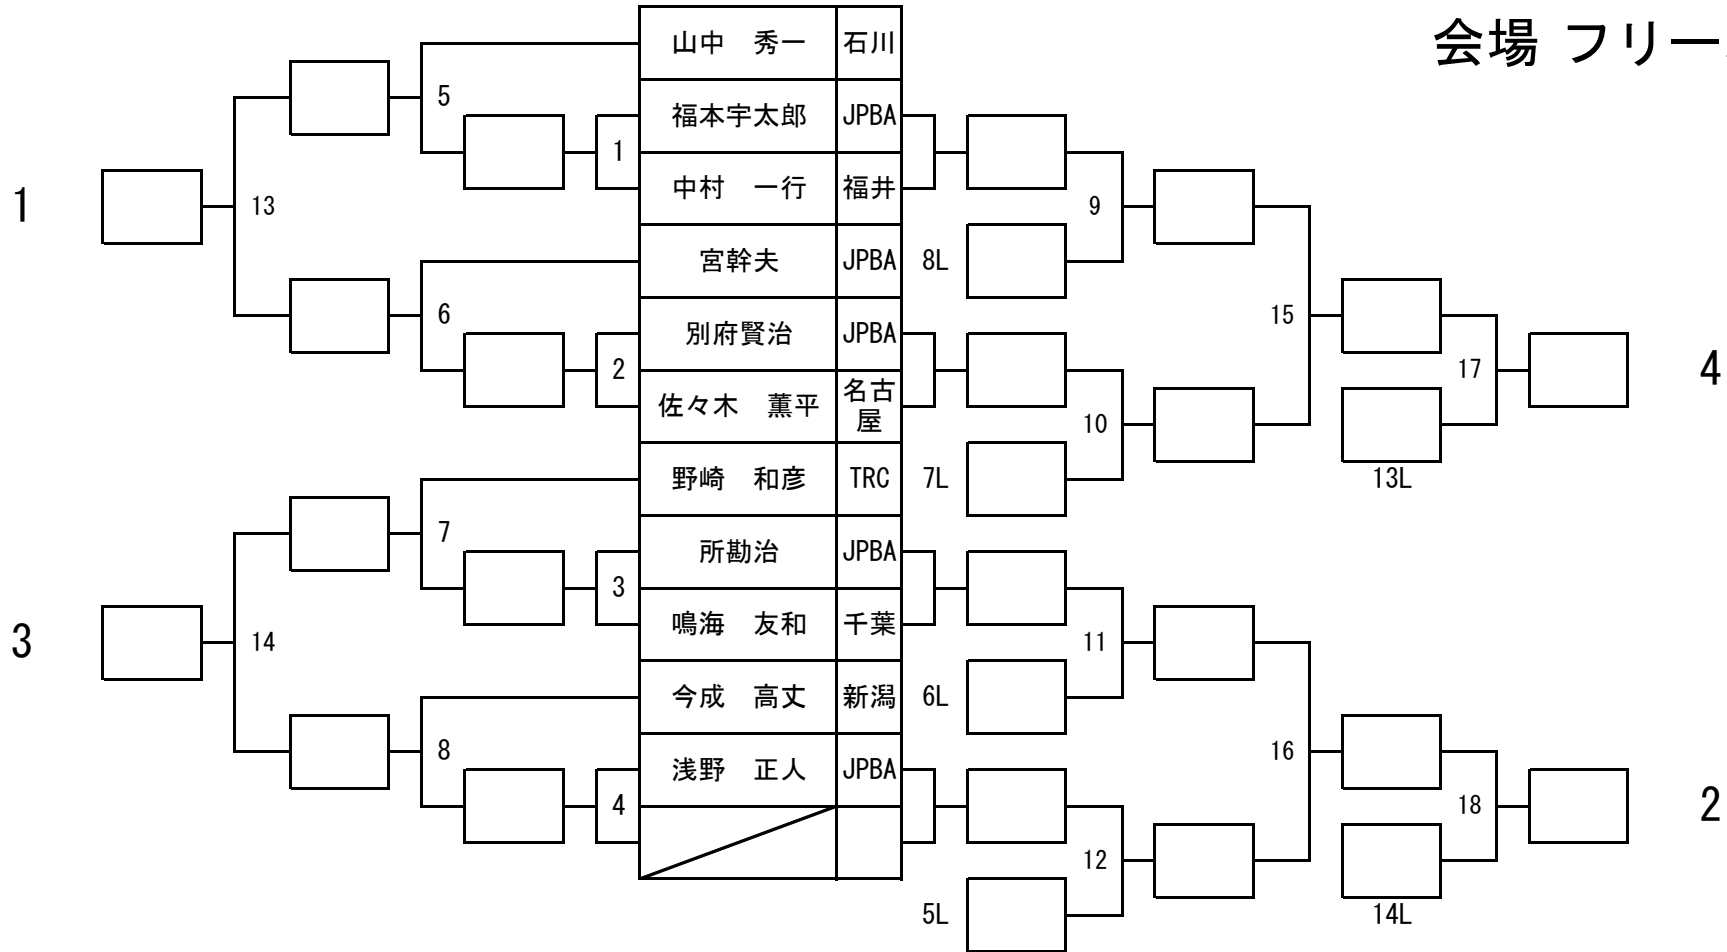 会場 フリー
山中　秀一 石川
5
福本宇太郎 JPBA
1
中村　一行 福井
1 13 9
宮幹夫 JPBA 8L
6 15
別府賢治 JPBA
2 17 4
佐々木　薫平 名古屋
10
野崎　和彦 TRC 7L 13L
7
所勘治 JPBA
3
鳴海　友和 千葉
3 14 11
今成　高丈 新潟 6L
8 16
浅野　正人 JPBA
4 18 2
12
5L 14L